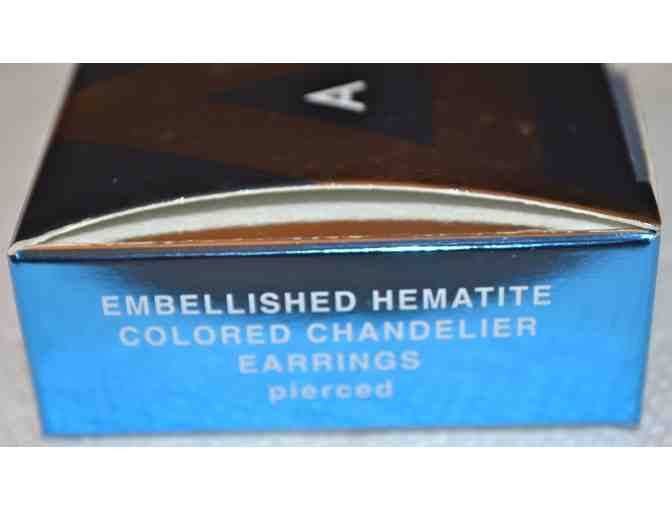 A
EMBELLISHED HEMATITE
COLORED CHANDELIER
EARRINGS
pierced